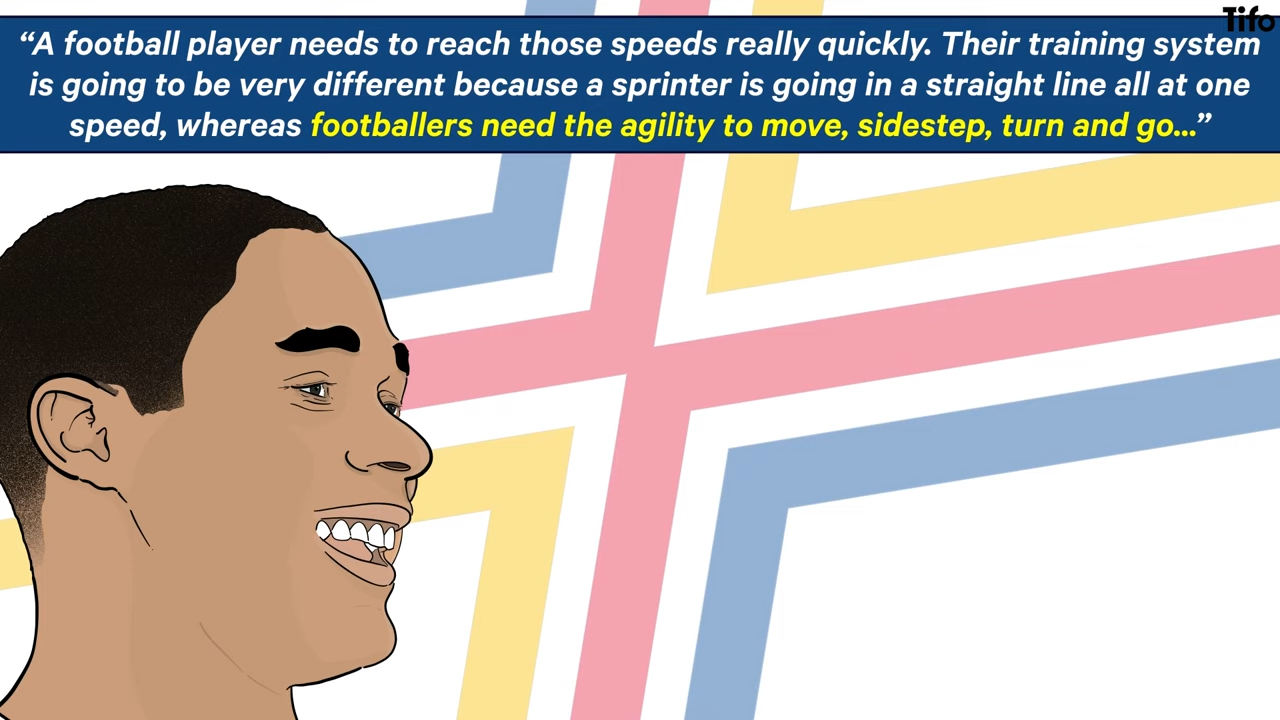 Tifo
“A football player needs to reach those speeds really quickly. Their training system
is going to be very different because a sprinter is going in a straight line all at one
speed, whereas footballers need the agility to move, sidestep, turn and go...”